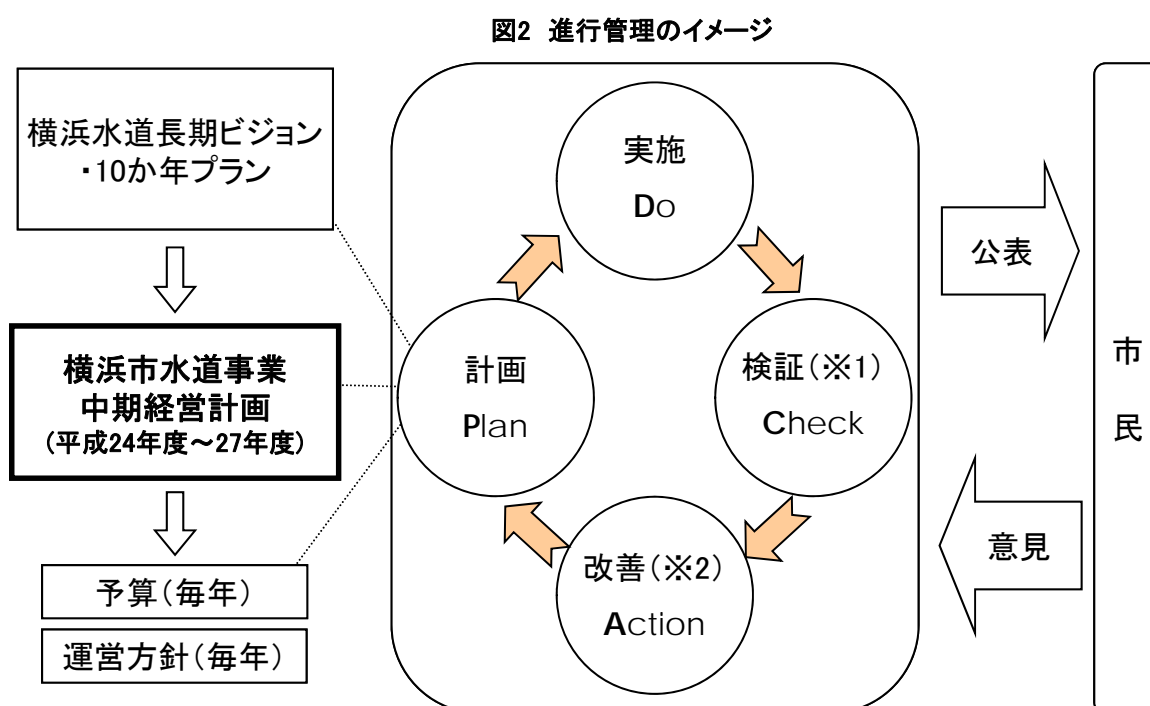 図2 進行管理のイメージ
横浜水道長期ビジョン
・10か年プラン
横浜市水道事業
中期経営計画
(平成24年度～27年度)
予算(毎年)
運営方針(毎年)
実施
Do
計画
Plan
検証(※1)
Check
改善(※2)
Action
公表
意見
市
民